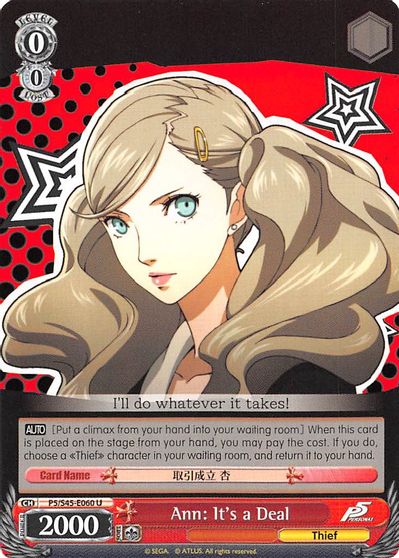 LEVEL
0
0
COST
I'll do whatever it takes!
AUTO [Put a climax from your hand into your waiting room] When this card
is placed on the stage from your hand, you may pay the cost. If you do,
choose a «Thief» character in your waiting room, and return it to your hand.
Card Name 取引成立 杏
CH P5/S45-E060 U
Ann: It's a Deal
P5 PERSONA5
2000
Thief
© SEGA. © ATLUS. All rights reserved.